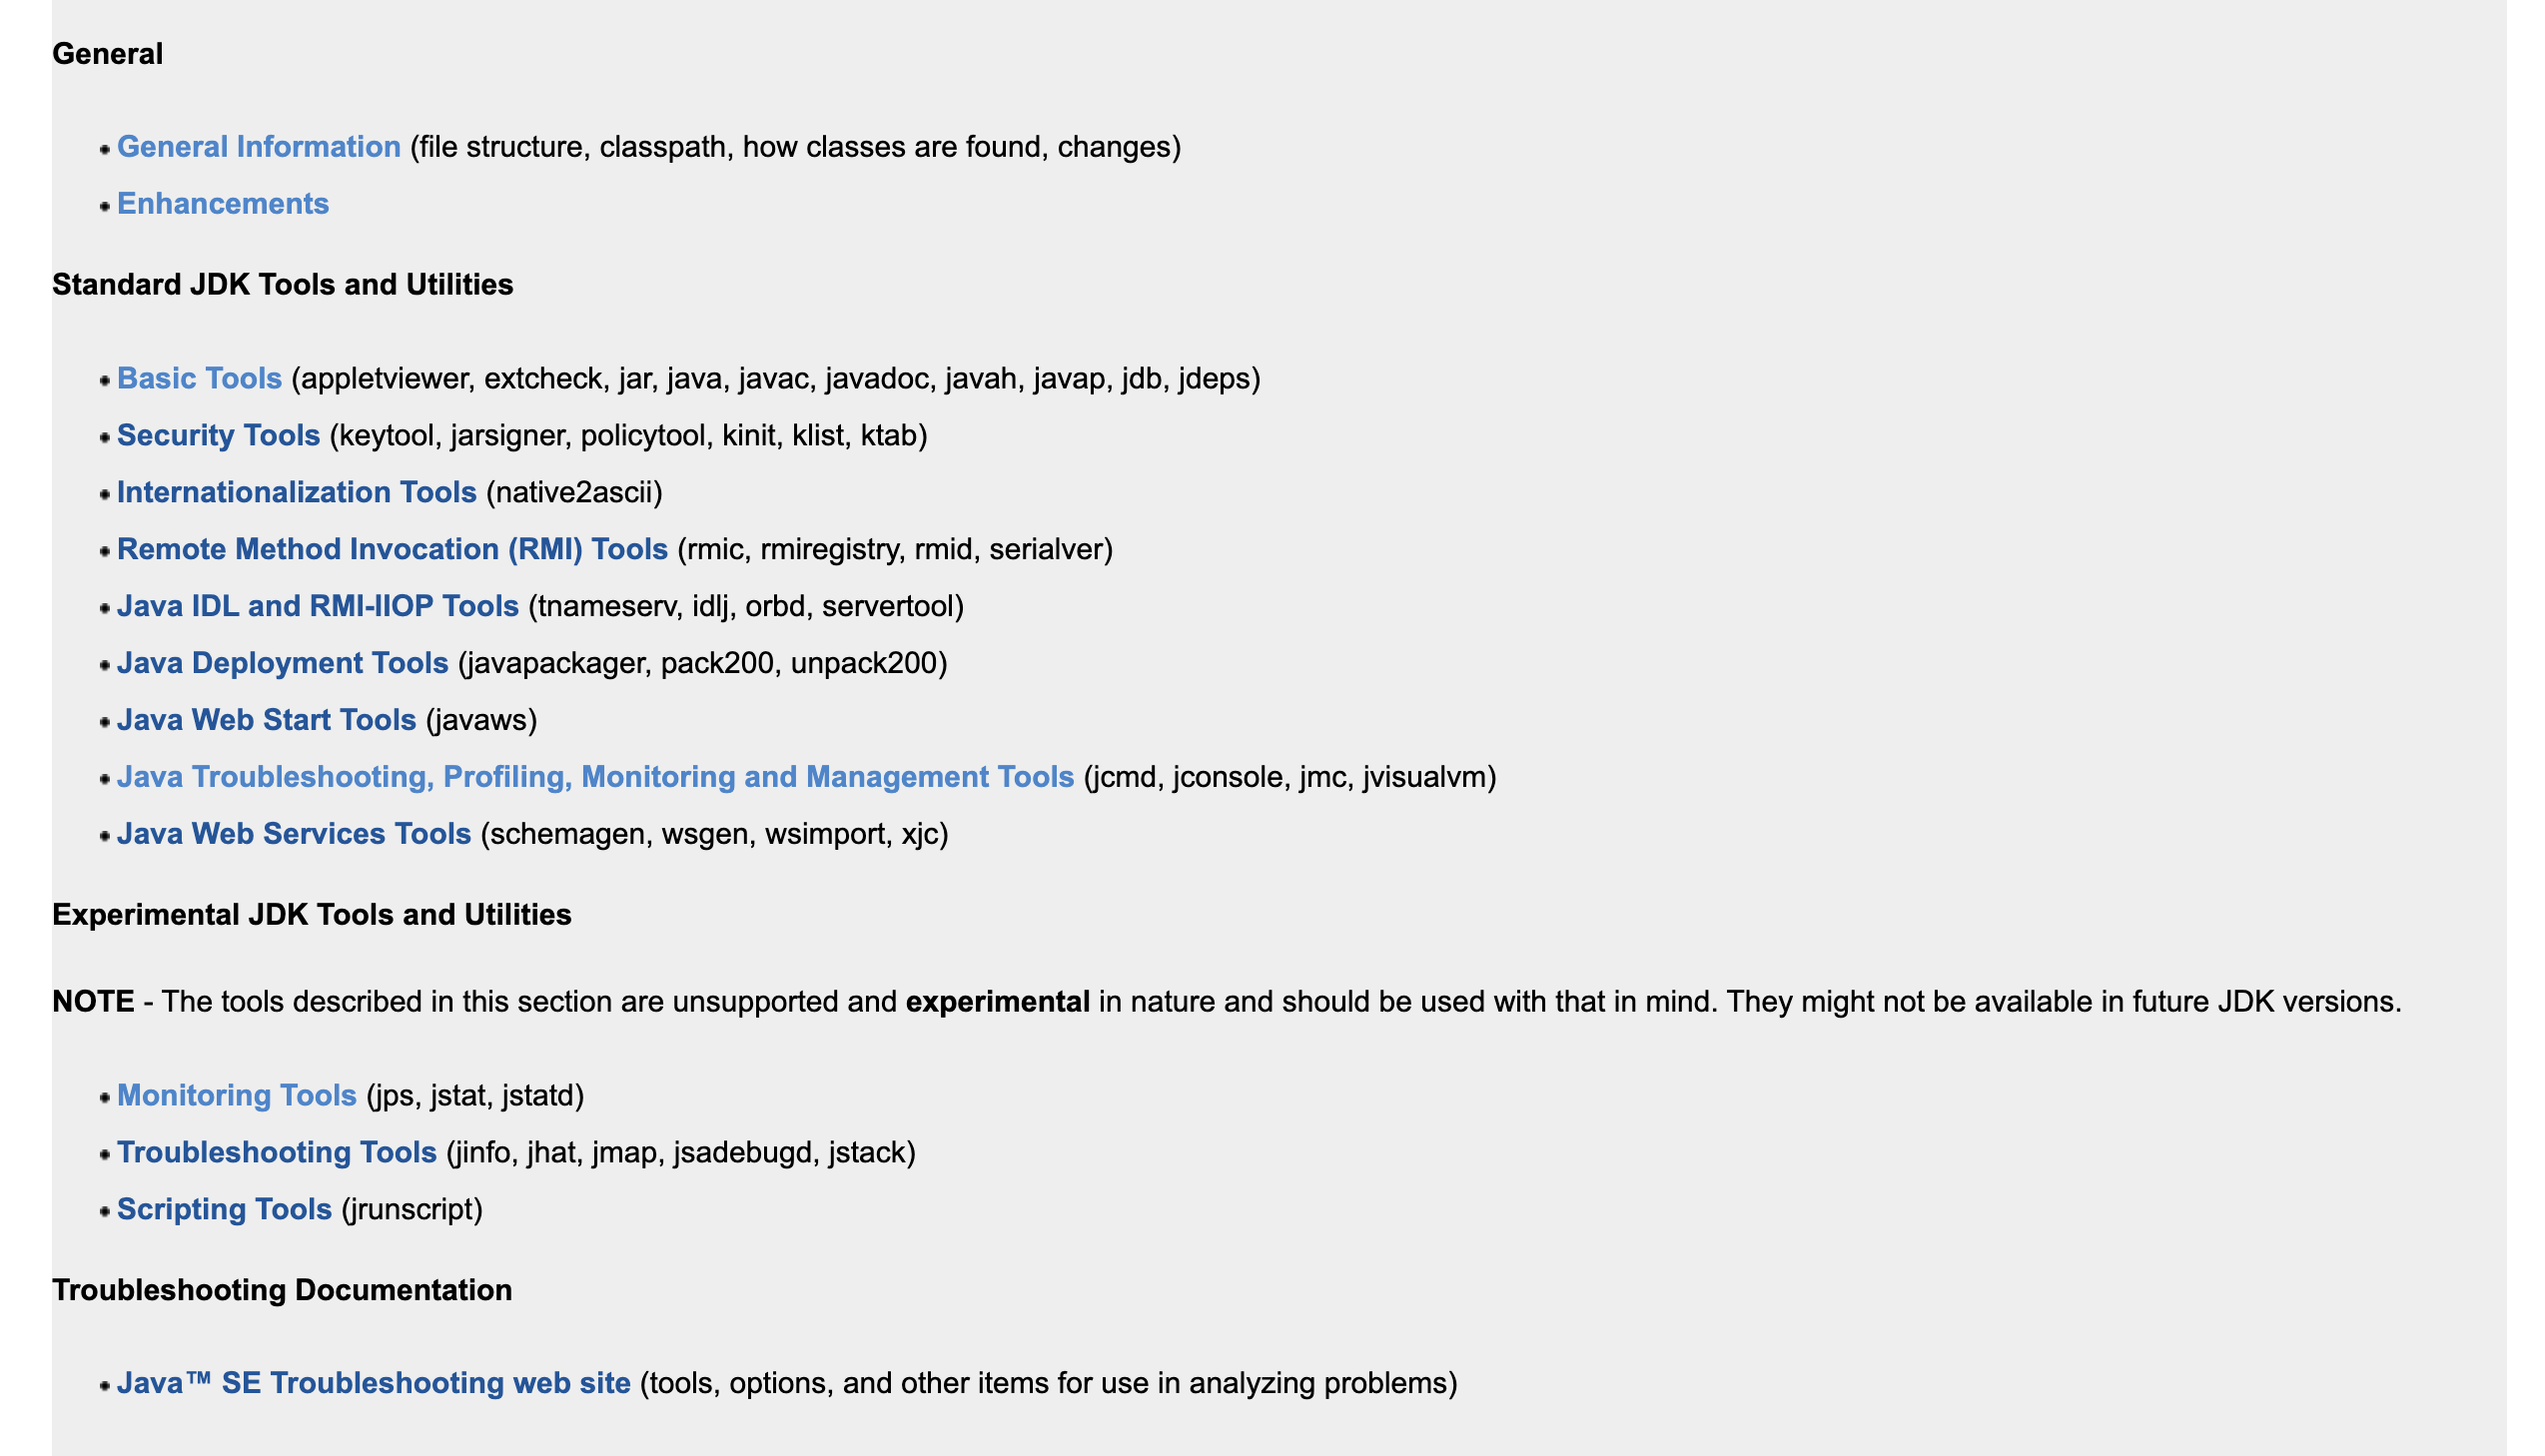 General
General Information (file structure, classpath, how classes are found, changes)
Enhancements
Standard JDK Tools and Utilities
Basic Tools (appletviewer, extcheck, jar, java, javac, javadoc, javah, javap, jdb, jdeps)
Security Tools (keytool, jarsigner, policytool, kinit, klist, ktab)
Internationalization Tools (native2ascii)
Remote Method Invocation (RMI) Tools (rmic, rmiregistry, rmid, serialver)
Java IDL and RMI-IIOP Tools (tnameserv, idlj, orbd, servertool)
Java Deployment Tools (javapackager, pack200, unpack200)
Java Web Start Tools (javaws)
Java Troubleshooting, Profiling, Monitoring and Management Tools (jcmd, jconsole, jmc, jvisualvm)
Java Web Services Tools (schemagen, wsgen, wsimport, xjc)
Experimental JDK Tools and Utilities
NOTE - The tools described in this section are unsupported and experimental in nature and should be used with that in mind. They might not be available in future JDK versions.
Monitoring Tools (jps, jstat, jstatd)
Troubleshooting Tools (jinfo, jhat, jmap, jsadebugd, jstack)
Scripting Tools (jrunscript)
Troubleshooting Documentation
Java™ SE Troubleshooting web site (tools, options, and other items for use in analyzing problems)